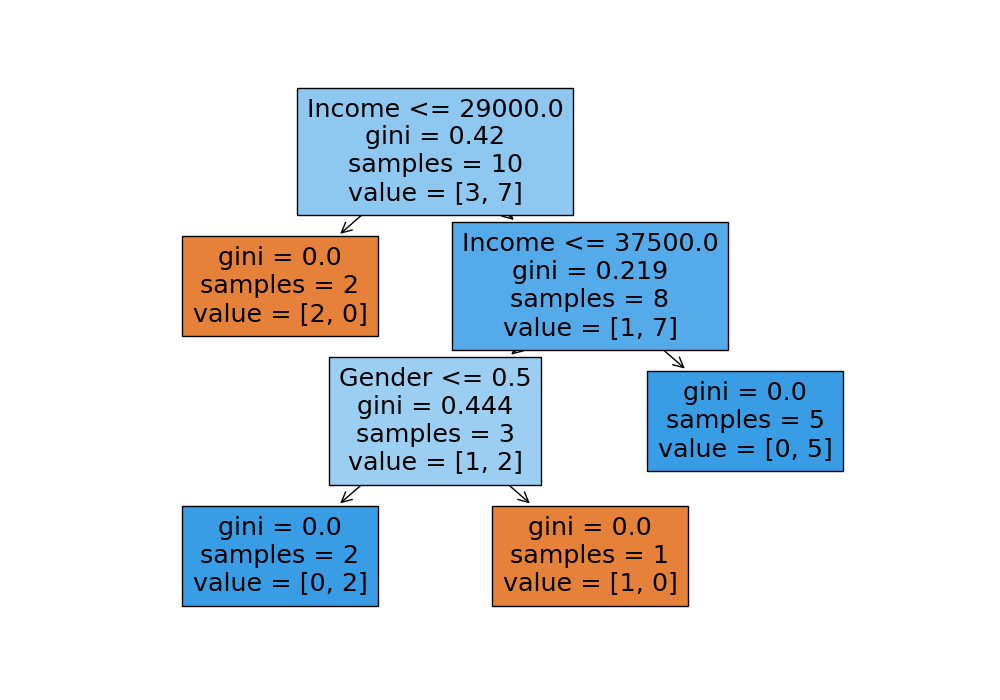 Income <= 29000.0
gini = 0.42
samples = 10
value = [3, 7]
gini = 0.0
samples = 2
value = [2, 0]
Income <= 37500.0
gini = 0.219
samples = 8
value = [1, 7]
Gender <= 0.5
gini = 0.444
samples = 3
value = [1, 2]
gini = 0.0
samples = 5
value = [0, 5]
gini = 0.0
samples = 2
value = [0, 2]
gini = 0.0
samples = 1
value = [1, 0]